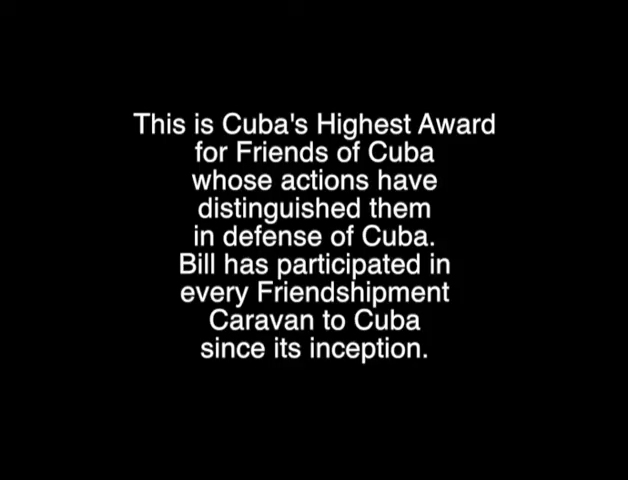 This is Cuba's Highest Award
for Friends of Cuba
whose actions have
distinguished them
in defense of Cuba.
Bill has participated in
every Friendshipment
Caravan to Cuba
since its inception.